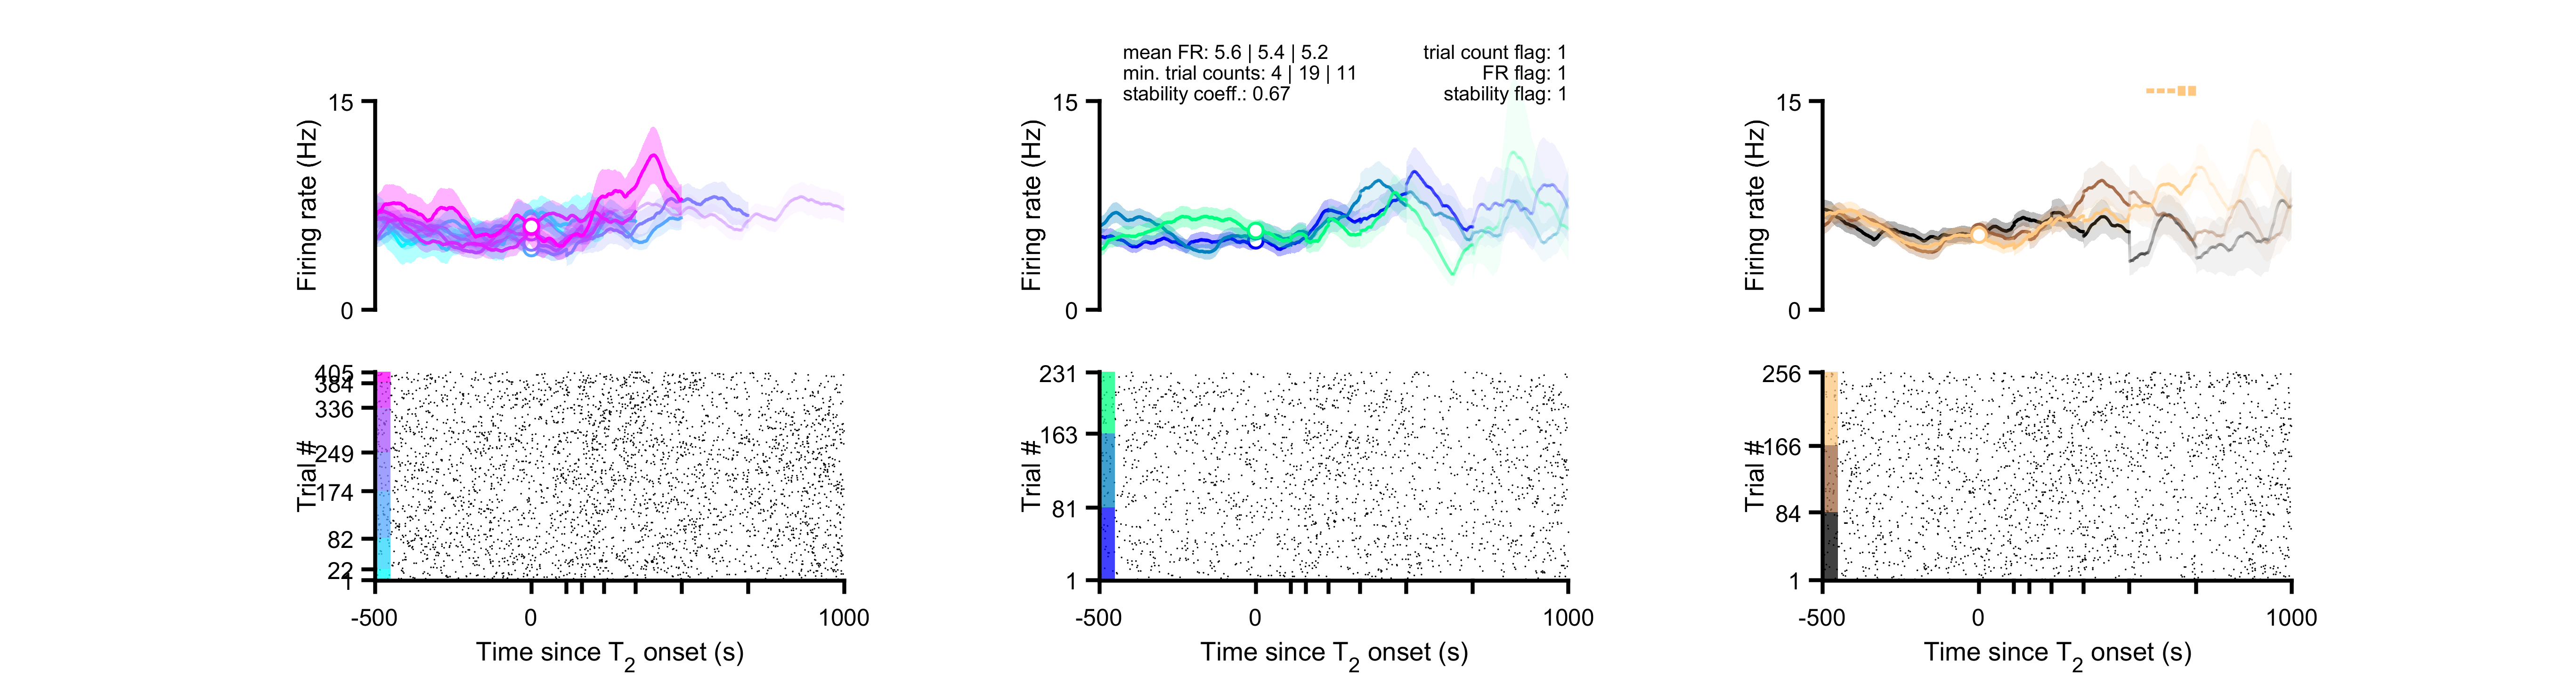 mean FR: 5.6 | 5.4 | 5.2
min. trial counts: 4 | 19 | 11
stability coeff.: 0.67
trial count flag: 1
FR flag: 1
stability flag: 1
15
Firing rate (Hz)
0
15
Firing rate (Hz)
0
15
Firing rate (Hz)
0
405
384
336
249
174
82
22
1
Trial #
-500
0
1000
Time since T2 onset (s)
231
163
81
1
Trial #
-500
0
1000
Time since T2 onset (s)
256
166
84
1
Trial #
-500
0
1000
Time since T2 onset (s)